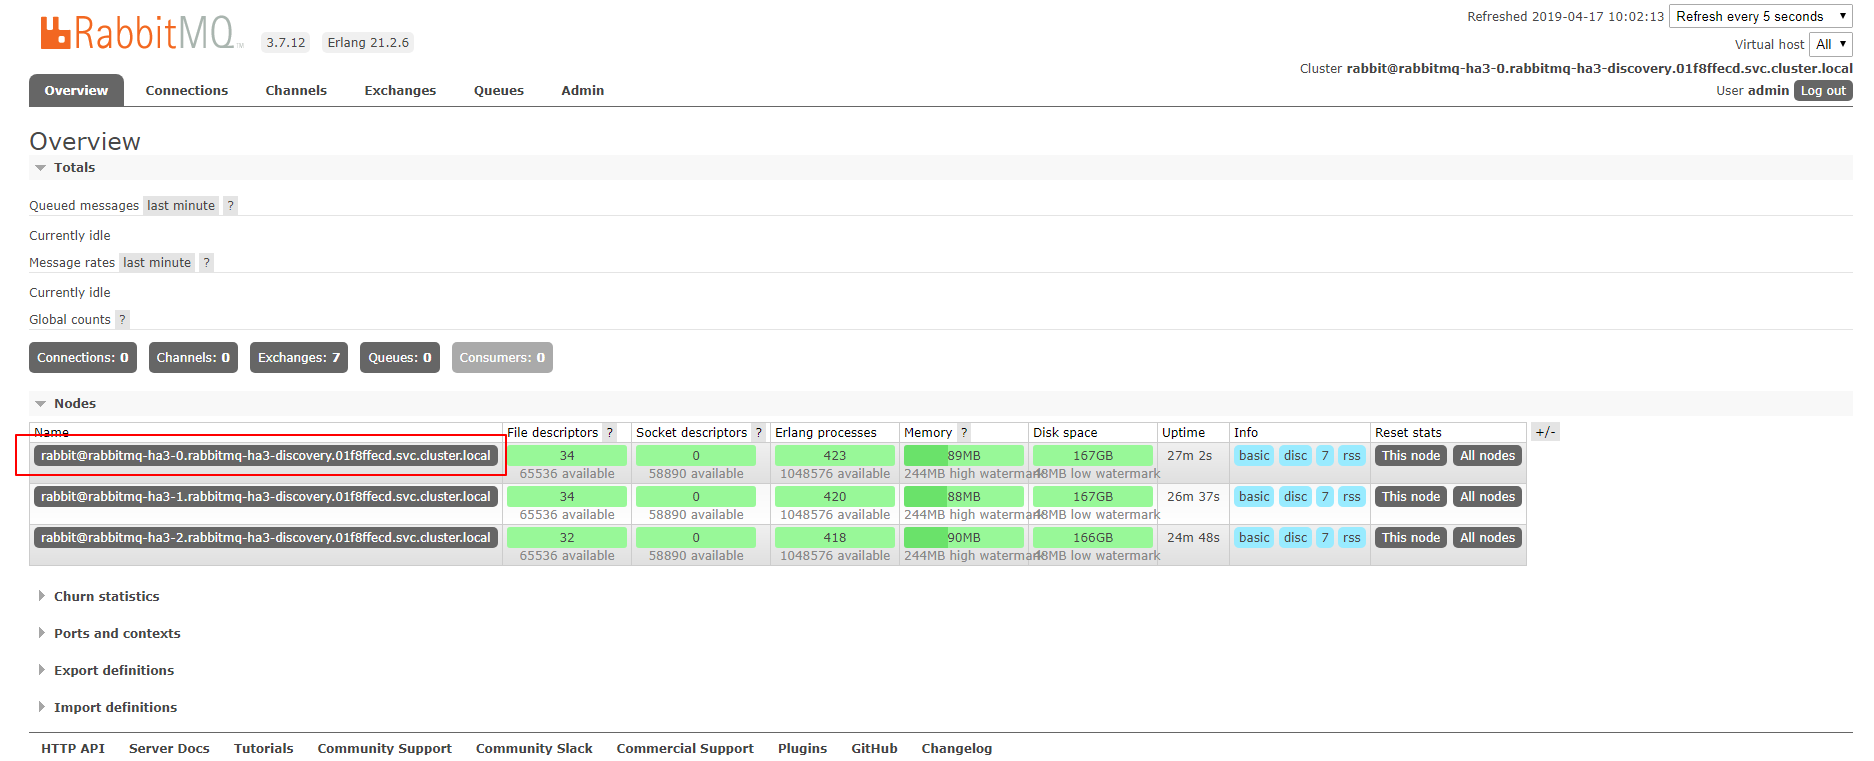 RabbitMQ TM 3.7.12 Erlang 21.2.6
Refreshed 2019-04-17 10:02:13 Refresh every 5 seconds
Virtual host All
Cluster rabbit@rabbitmq-ha3-0.rabbitmq-ha3-discovery.01f8ffecd.svc.cluster.local
User admin Log out
Overview Connections Channels Exchanges Queues Admin
Overview
Totals
Queued messages last minute ?
Currently idle
Message rates last minute ?
Currently idle
Global counts ?
Connections: 0 Channels: 0 Exchanges: 7 Queues: 0 Consumers: 0
Nodes
Name File descriptors ? Socket descriptors ? Erlang processes Memory ? Disk space Uptime Info Reset stats +/-
rabbit@rabbitmq-ha3-0.rabbitmq-ha3-discovery.01f8ffecd.svc.cluster.local 34 0 423 89MB 167GB 27m 2s basic disc 7 rss This node All nodes
65536 available 58890 available 1048576 available 244MB high watermark 48MB low watermark
rabbit@rabbitmq-ha3-1.rabbitmq-ha3-discovery.01f8ffecd.svc.cluster.local 34 0 420 88MB 167GB 26m 37s basic disc 7 rss This node All nodes
65536 available 58890 available 1048576 available 244MB high watermark 48MB low watermark
rabbit@rabbitmq-ha3-2.rabbitmq-ha3-discovery.01f8ffecd.svc.cluster.local 32 0 418 90MB 166GB 24m 48s basic disc 7 rss This node All nodes
65536 available 58890 available 1048576 available 244MB high watermark 48MB low watermark
Churn statistics
Ports and contexts
Export definitions
Import definitions
HTTP API Server Docs Tutorials Community Support Community Slack Commercial Support Plugins GitHub Changelog